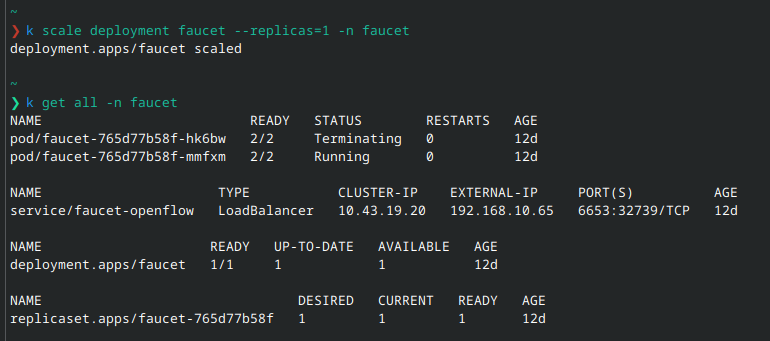 ~
❯ k scale deployment faucet --replicas=1 -n faucet
deployment.apps/faucet scaled
~
❯ k get all -n faucet
NAME                          READY   STATUS        RESTARTS   AGE
pod/faucet-765d77b58f-hk6bw   2/2     Terminating   0          12d
pod/faucet-765d77b58f-mmfxm   2/2     Running       0          12d
NAME                      TYPE           CLUSTER-IP    EXTERNAL-IP     PORT(S)          AGE
service/faucet-openflow   LoadBalancer   10.43.19.20   192.168.10.65   6653:32739/TCP   12d
NAME                     READY   UP-TO-DATE   AVAILABLE   AGE
deployment.apps/faucet   1/1     1            1           12d
NAME                                DESIRED   CURRENT   READY   AGE
replicaset.apps/faucet-765d77b58f   1         1         1       12d